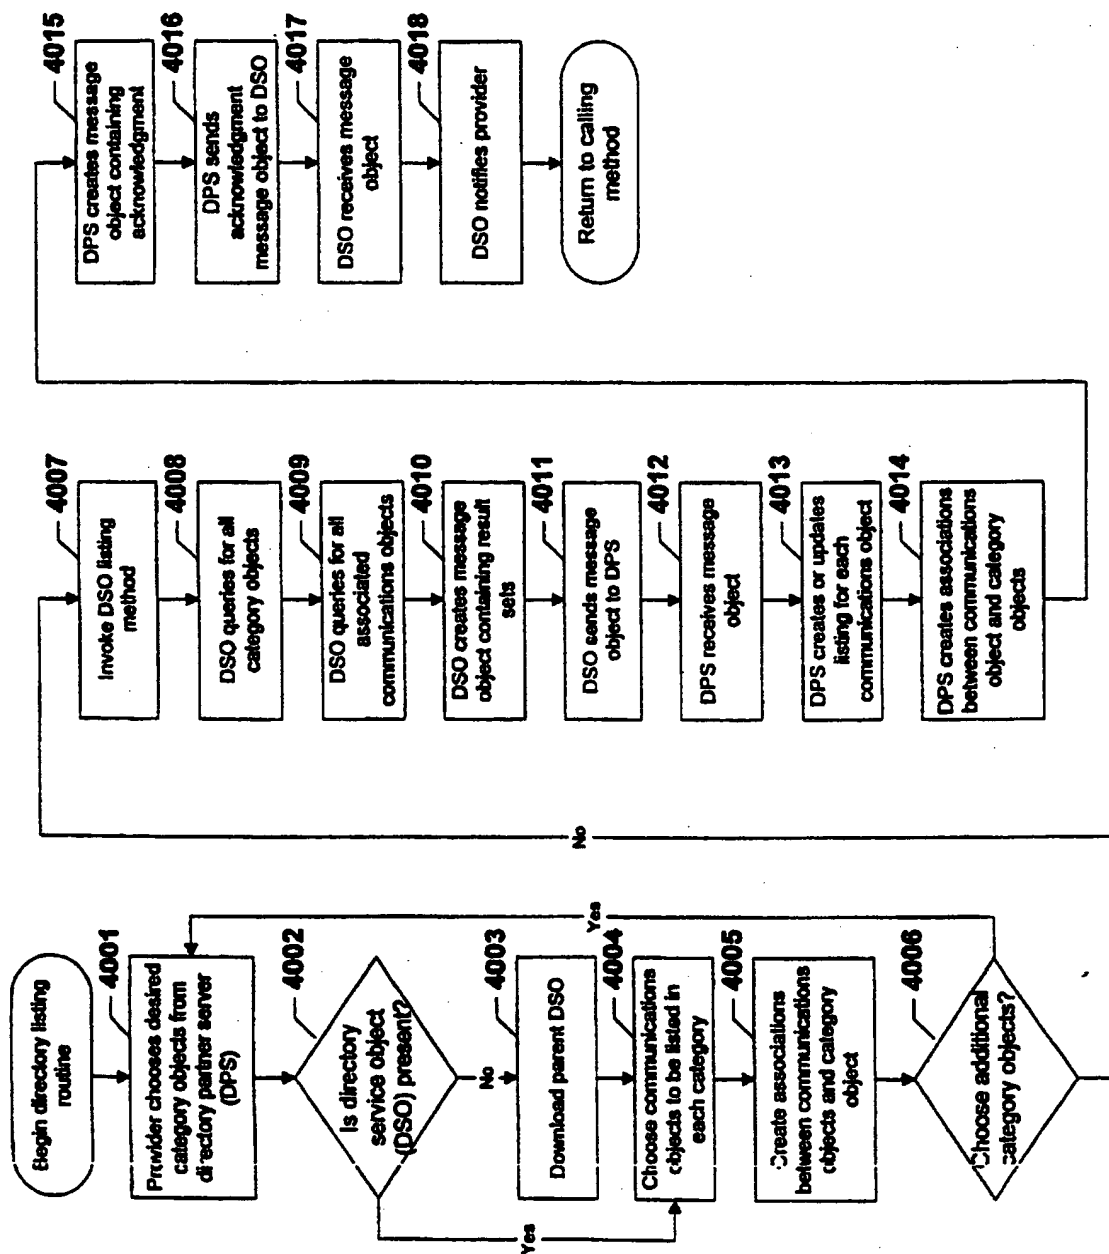 Begin directory listing
routine
4001
Provider chooses desired
category objects from
directory partner server
(DPS)
4002
Is directory
service object
(DSO) present?
Yes
No
4003
Download parent DSO
4004
Choose communications
objects to be listed in
each category
4005
Create associations
between communications
objects and category
object
4006
Choose additional
category objects?
Yes
No
4007
Invoke DSO listing
method
4008
DSO queries for all
category objects
4009
DSO queries for all
associated
communications objects
4010
DSO creates message
object containing result
sets
4011
DSO sends message
object to DPS
4012
DPS receives message
object
4013
DPS creates or updates
listing for each
communications object
4014
DPS creates associations
between communications
object and category
objects
4015
DPS creates message
object containing
acknowledgment
4016
DPS sends
acknowledgment
message object to DSO
4017
DSO receives message
object
4018
DSO notifies provider
Return to calling
method